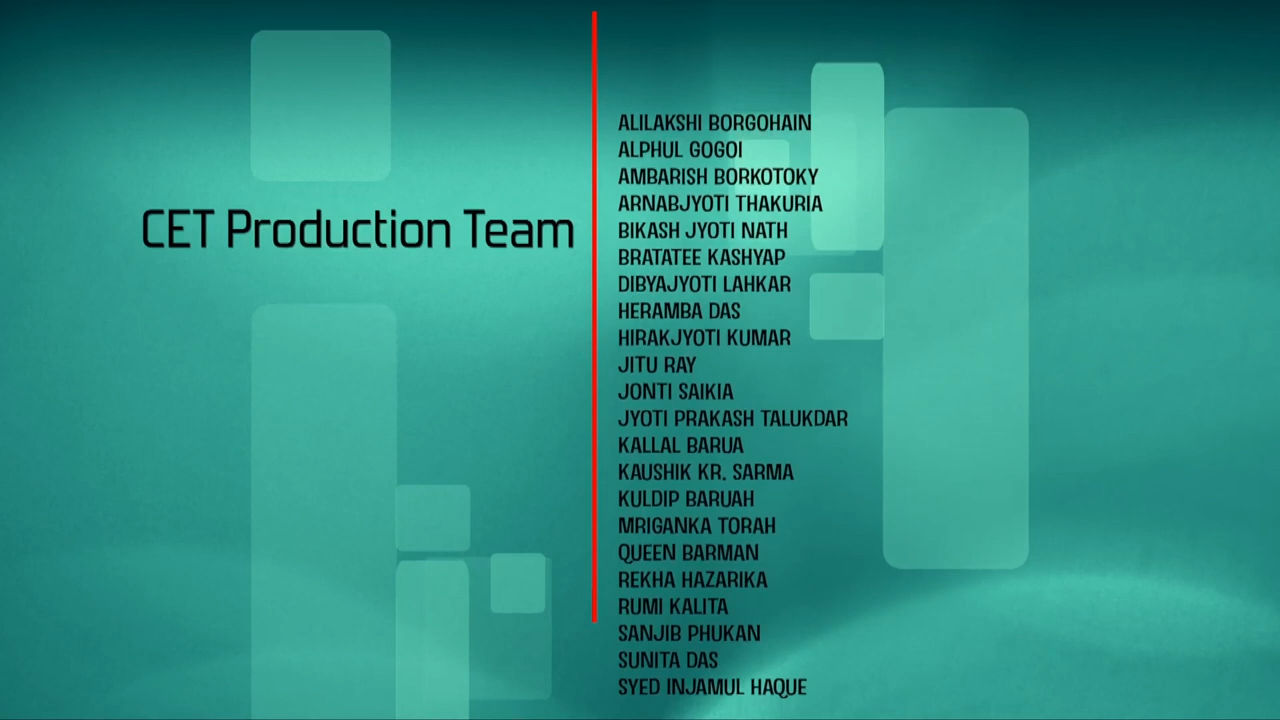 CET Production Team
ALILAKSHI BORGOHAIN
ALPHUL GOGOI
AMBARISH BORKOTOKY
ARNABJYOTI THAKURIA
BIKASH JYOTI NATH
BRATATEE KASHYAP
DIBYAJYOTI LAHKAR
HERAMBA DAS
HIRAKJYOTI KUMAR
JITU RAY
JONTI SAIKIA
JYOTI PRAKASH TALUKDAR
KALLAL BARUA
KAUSHIK KR. SARMA
KULDIP BARUAH
MRIGANKA TORAH
QUEEN BARMAN
REKHA HAZARIKA
RUMI KALITA
SANJIB PHUKAN
SUNITA DAS
SYED INJAMUL HAQUE